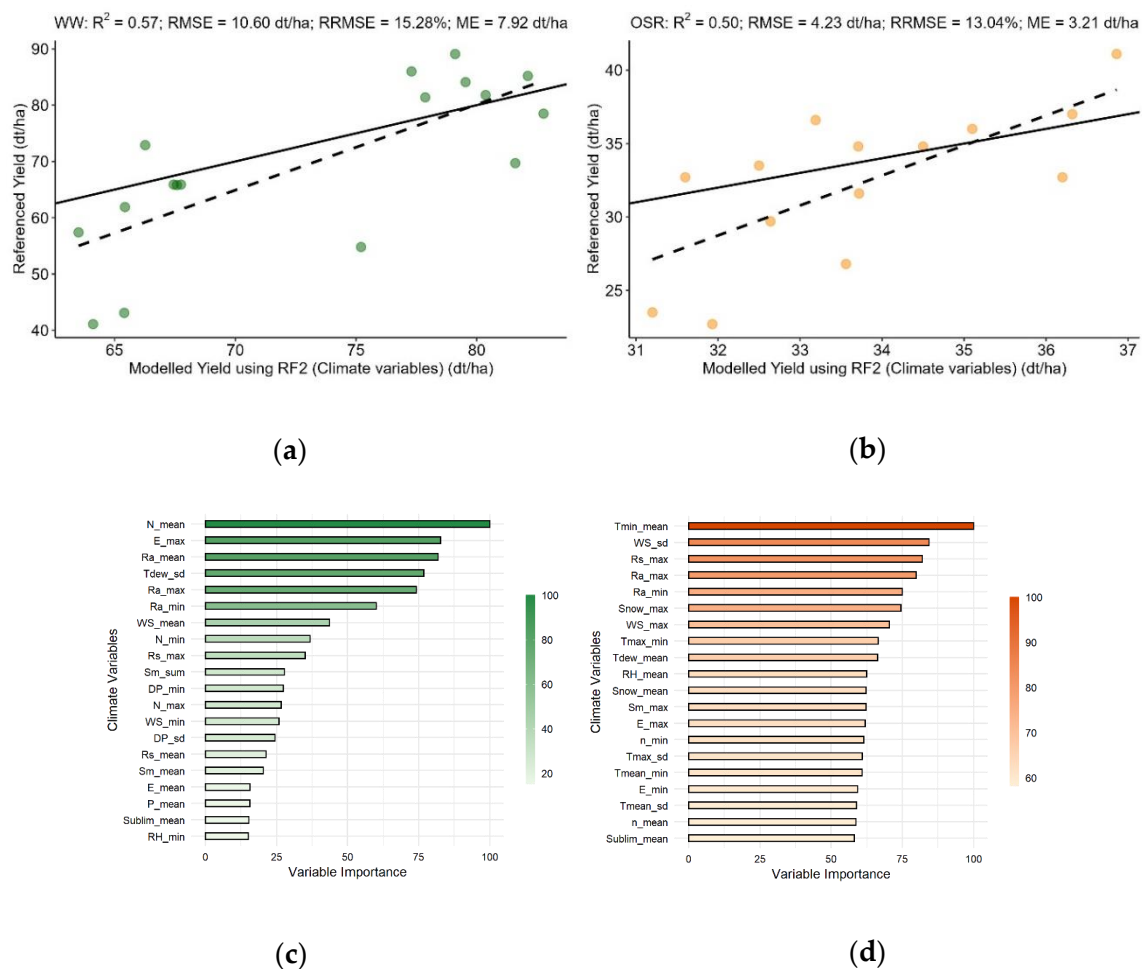 WW: R² = 0.57; RMSE = 10.60 dt/ha; RRMSE = 15.28%; ME = 7.92 dt/ha
Referenced Yield (dt/ha)
90
80
70
60
50
40
65 70 75 80
Modelled Yield using RF2 (Climate variables) (dt/ha)
(a)
OSR: R² = 0.50; RMSE = 4.23 dt/ha; RRMSE = 13.04%; ME = 3.21 dt/ha
Referenced Yield (dt/ha)
40
35
30
25
31 32 33 34 35 36 37
Modelled Yield using RF2 (Climate variables) (dt/ha)
(b)
Climate Variables
N_mean
E_max
Ra_mean
Tdew_sd
Ra_max
Ra_min
WS_mean
N_min
Rs_max
Sm_sum
DP_min
N_max
WS_min
DP_sd
Rs_mean
Sm_mean
E_mean
P_mean
Sublim_mean
RH_min
0 25 50 75 100
Variable Importance
100
80
60
40
20
(c)
Climate Variables
Tmin_mean
WS_sd
Rs_max
Ra_max
Ra_min
Snow_max
WS_max
Tmax_min
Tdew_mean
RH_mean
Snow_mean
Sm_max
E_max
n_min
Tmax_sd
Tmean_min
E_min
Tmean_sd
n_mean
Sublim_mean
0 25 50 75 100
Variable Importance
100
90
80
70
60
(d)